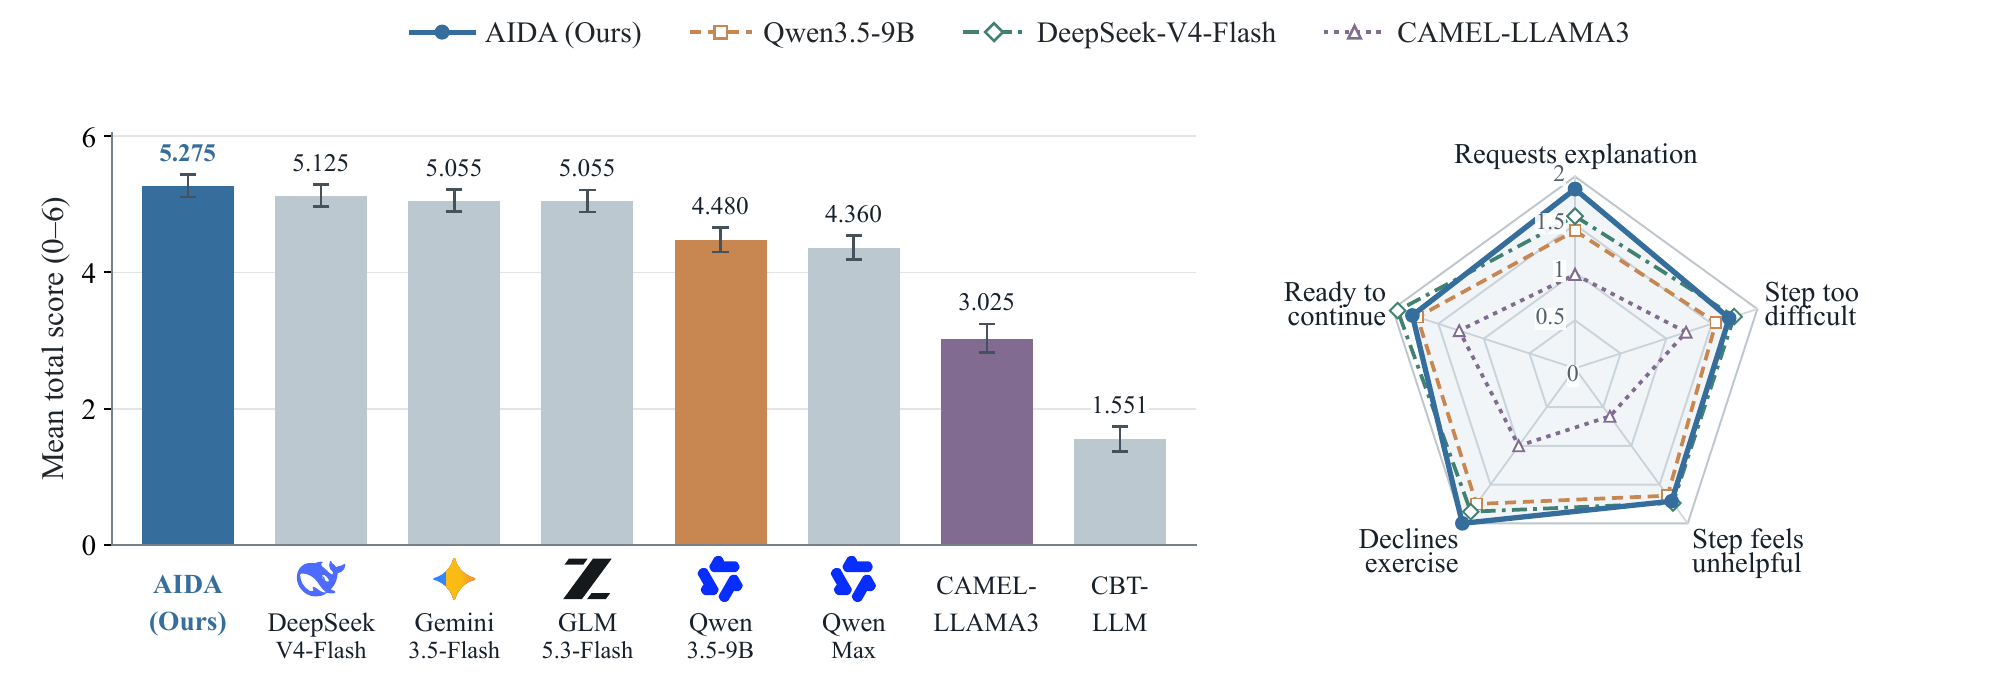 AIDA (Ours) Qwen3.5-9B DeepSeek-V4-Flash CAMEL-LLAMA3
Mean total score (0–6)
6
4
2
0
5.275
5.125
5.055
5.055
4.480
4.360
3.025
1.551
AIDA
(Ours)
DeepSeek
V4-Flash
Gemini
3.5-Flash
GLM
5.3-Flash
Qwen
3.5-9B
Qwen
Max
CAMEL-
LLAMA3
CBT-
LLM
Requests explanation
2
1.5
1
0.5
0
Ready to
continue
Step too
difficult
Declines
exercise
Step feels
unhelpful